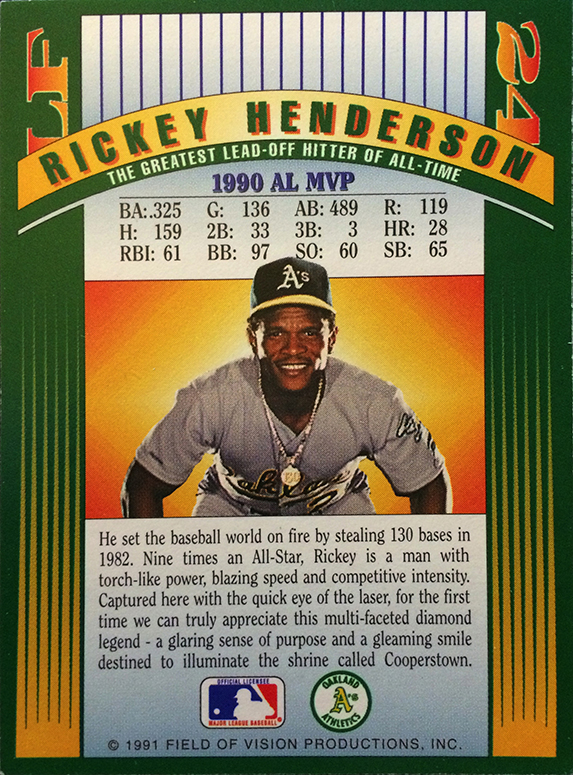 LF
24
RICKEY HENDERSON
THE GREATEST LEAD-OFF HITTER OF ALL-TIME
1990 AL MVP
BA:.325 G: 136 AB: 489 R: 119
H: 159 2B: 33 3B: 3 HR: 28
RBI: 61 BB: 97 SO: 60 SB: 65
A's
He set the baseball world on fire by stealing 130 bases in
1982. Nine times an All-Star, Rickey is a man with
torch-like power, blazing speed and competitive intensity.
Captured here with the quick eye of the laser, for the first
time we can truly appreciate this multi-faceted diamond
legend - a glaring sense of purpose and a gleaming smile
destined to illuminate the shrine called Cooperstown.
OFFICIAL LICENSEE
MAJOR LEAGUE BASEBALL
OAKLAND
A's
ATHLETICS
© 1991 FIELD OF VISION PRODUCTIONS, INC.